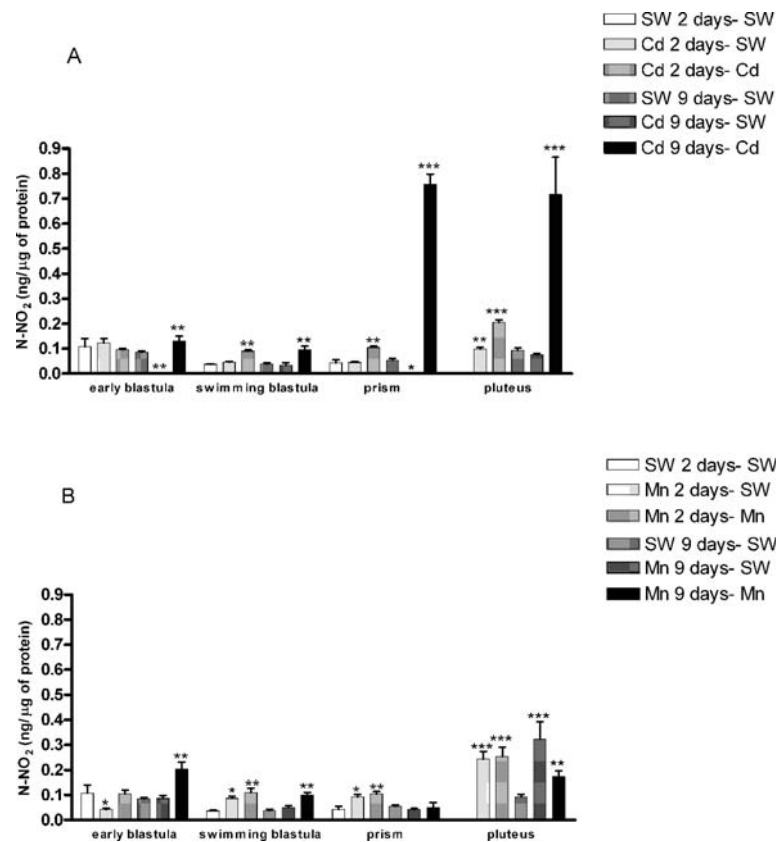 A
SW 2 days- SW
Cd 2 days- SW
Cd 2 days- Cd
SW 9 days- SW
Cd 9 days- SW
Cd 9 days- Cd
N-NO₂ (ng/µg of protein)
0.9
0.8
0.7
0.6
0.5
0.4
0.3
0.2
0.1
0.0
** ** ** ** ** * *** ** *** ***
early blastula swimming blastula prism pluteus
B
SW 2 days- SW
Mn 2 days- SW
Mn 2 days- Mn
SW 9 days- SW
Mn 9 days- SW
Mn 9 days- Mn
N-NO₂ (ng/µg of protein)
0.9
0.8
0.7
0.6
0.5
0.4
0.3
0.2
0.1
0.0
* ** * ** ** * ** *** *** *** **
early blastula swimming blastula prism pluteus